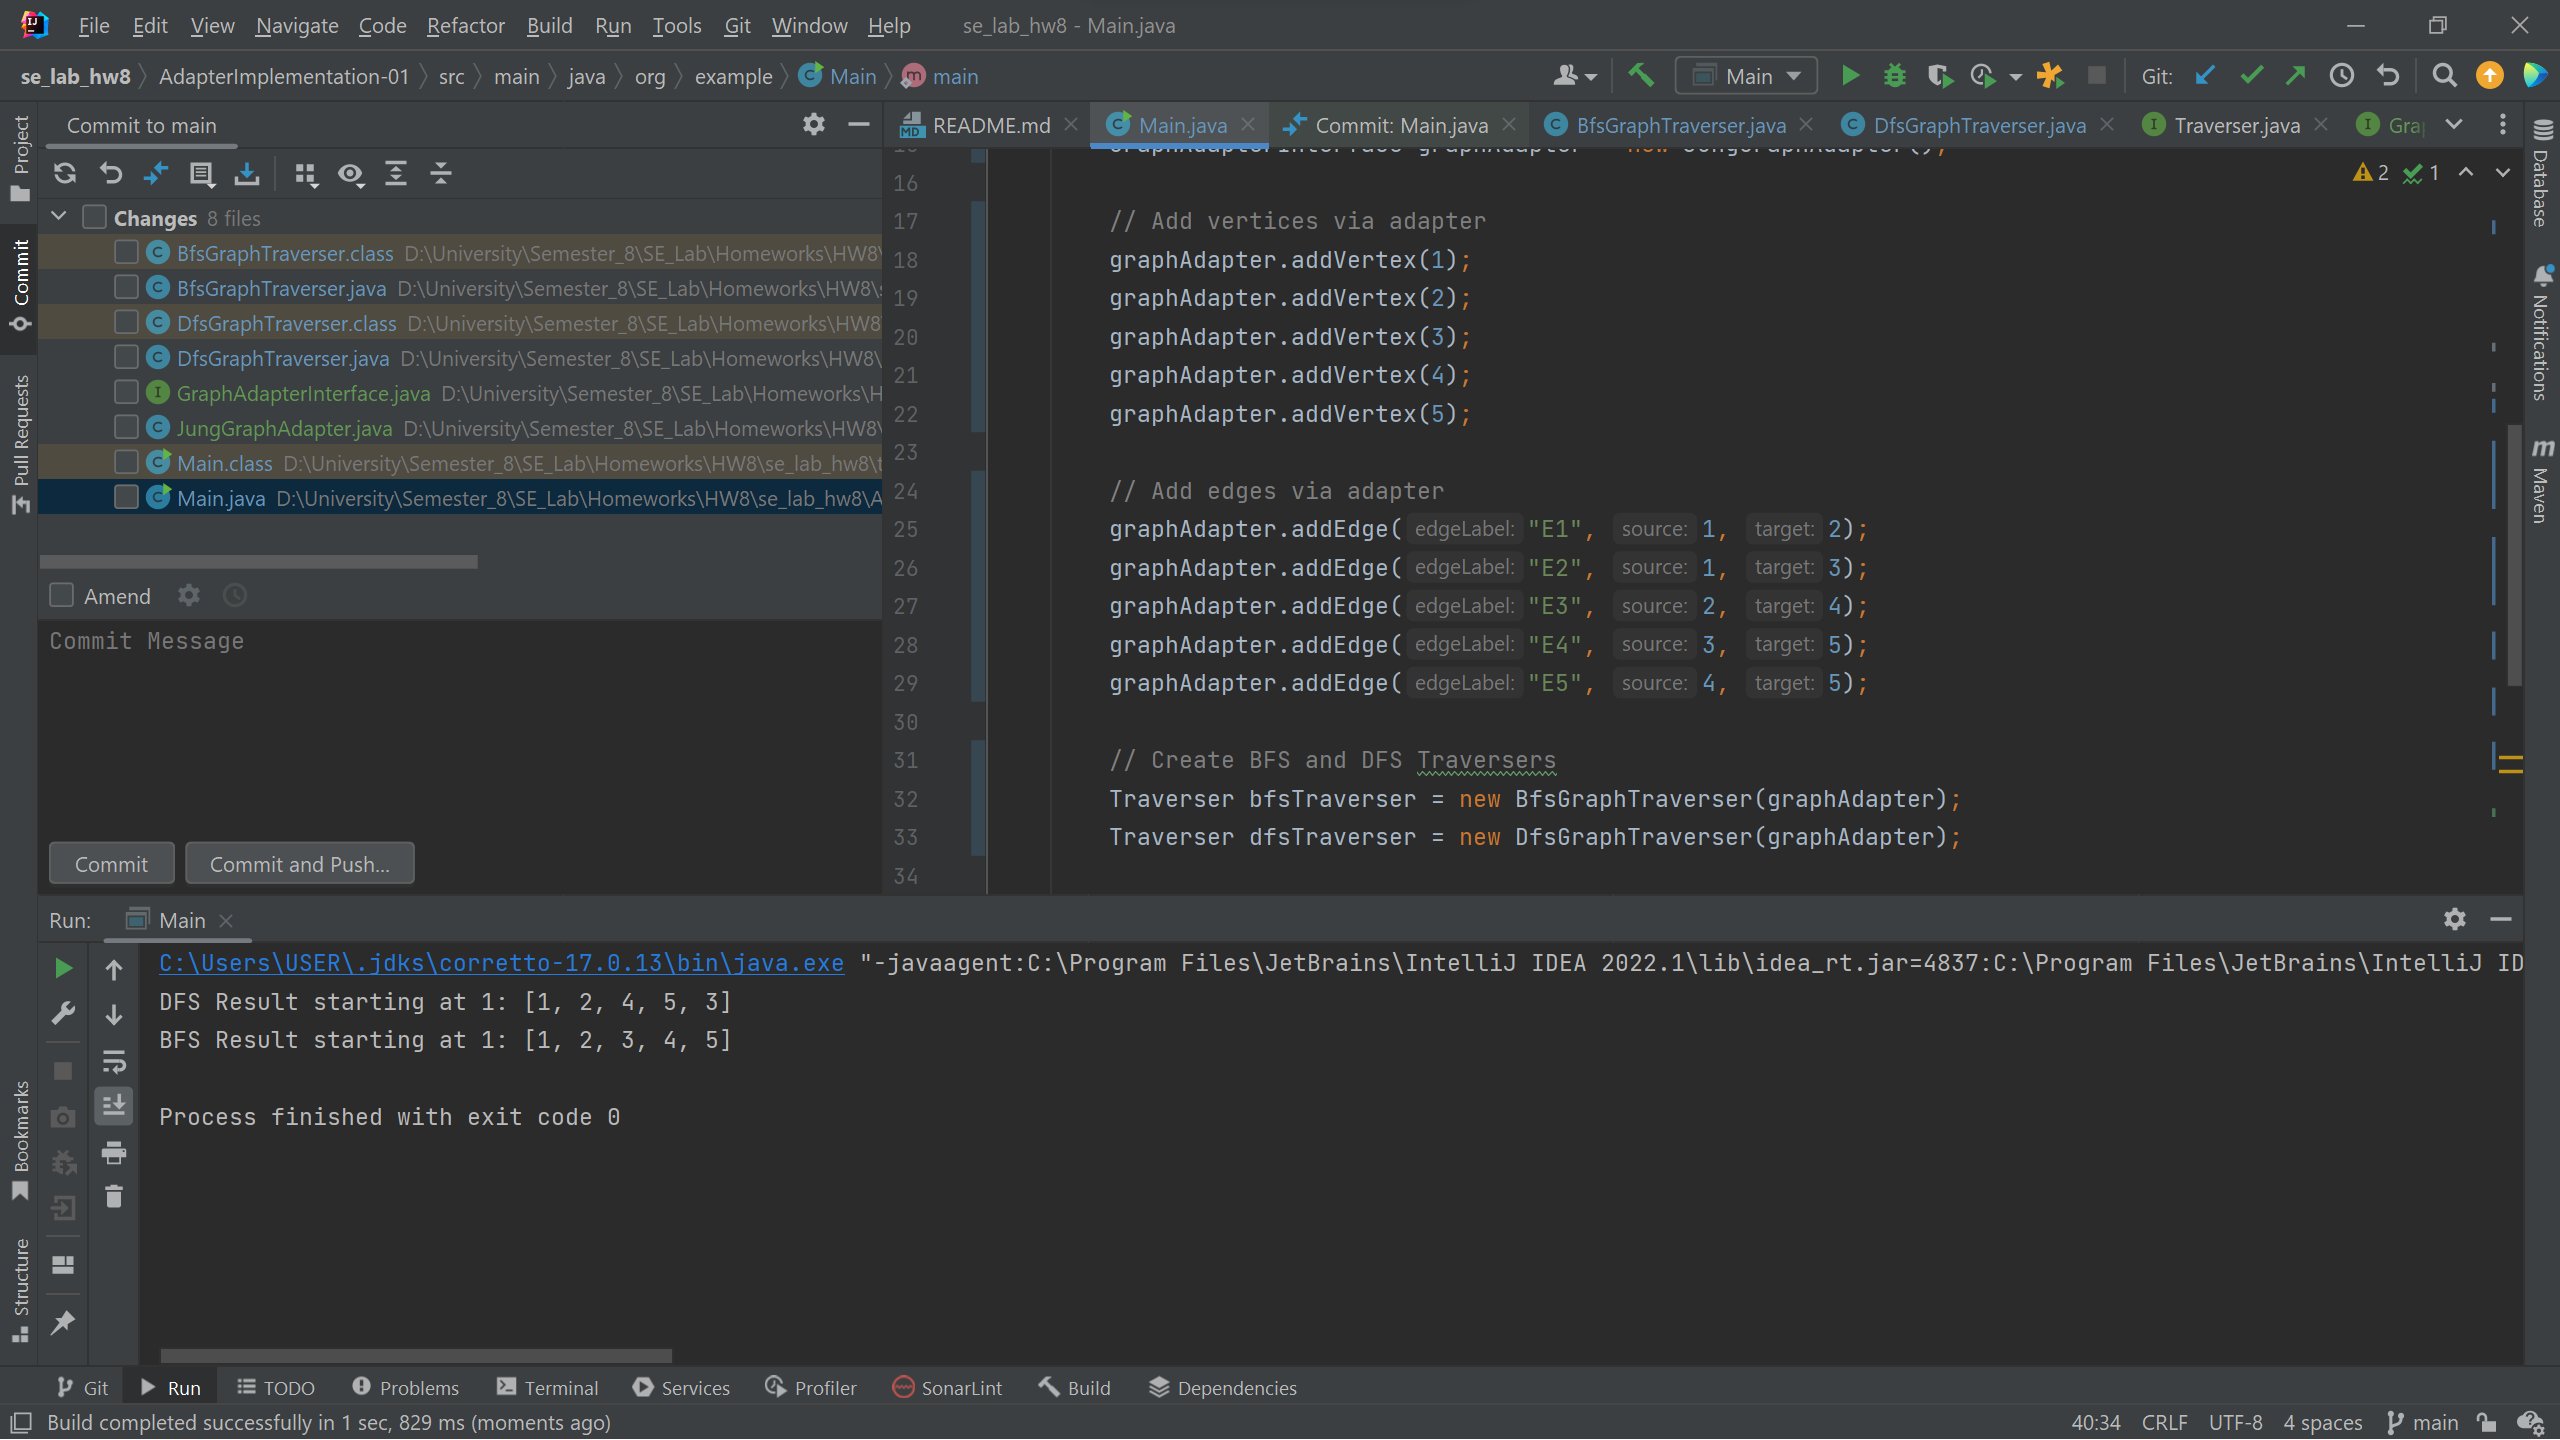 File Edit View Navigate Code Refactor Build Run Tools Git Window Help se_lab_hw8 - Main.java
se_lab_hw8 AdapterImplementation-01 src main java org example Main main
Main Git:
Project
Commit
Pull Requests
Bookmarks
Structure
Commit to main
Changes 8 files
BfsGraphTraverser.class D:\University\Semester_8\SE_Lab\Homeworks\HW8\
BfsGraphTraverser.java D:\University\Semester_8\SE_Lab\Homeworks\HW8\s
DfsGraphTraverser.class D:\University\Semester_8\SE_Lab\Homeworks\HW8
DfsGraphTraverser.java D:\University\Semester_8\SE_Lab\Homeworks\HW8\
GraphAdapterInterface.java D:\University\Semester_8\SE_Lab\Homeworks\H
JungGraphAdapter.java D:\University\Semester_8\SE_Lab\Homeworks\HW8\
Main.class D:\University\Semester_8\SE_Lab\Homeworks\HW8\se_lab_hw8\t
Main.java D:\University\Semester_8\SE_Lab\Homeworks\HW8\se_lab_hw8\A
Amend
Commit Message
Commit Commit and Push...
README.md Main.java Commit: Main.java BfsGraphTraverser.java DfsGraphTraverser.java Traverser.java Gra
2 1
16
17 // Add vertices via adapter
18 graphAdapter.addVertex(1);
19 graphAdapter.addVertex(2);
20 graphAdapter.addVertex(3);
21 graphAdapter.addVertex(4);
22 graphAdapter.addVertex(5);
23
24 // Add edges via adapter
25 graphAdapter.addEdge( edgeLabel: "E1", source: 1, target: 2);
26 graphAdapter.addEdge( edgeLabel: "E2", source: 1, target: 3);
27 graphAdapter.addEdge( edgeLabel: "E3", source: 2, target: 4);
28 graphAdapter.addEdge( edgeLabel: "E4", source: 3, target: 5);
29 graphAdapter.addEdge( edgeLabel: "E5", source: 4, target: 5);
30
31 // Create BFS and DFS Traversers
32 Traverser bfsTraverser = new BfsGraphTraverser(graphAdapter);
33 Traverser dfsTraverser = new DfsGraphTraverser(graphAdapter);
34
Database
Notifications
Maven
Run: Main
C:\Users\USER\.jdks\corretto-17.0.13\bin\java.exe "-javaagent:C:\Program Files\JetBrains\IntelliJ IDEA 2022.1\lib\idea_rt.jar=4837:C:\Program Files\JetBrains\IntelliJ ID
DFS Result starting at 1: [1, 2, 4, 5, 3]
BFS Result starting at 1: [1, 2, 3, 4, 5]
Process finished with exit code 0
Git Run TODO Problems Terminal Services Profiler SonarLint Build Dependencies
Build completed successfully in 1 sec, 829 ms (moments ago) 40:34 CRLF UTF-8 4 spaces main